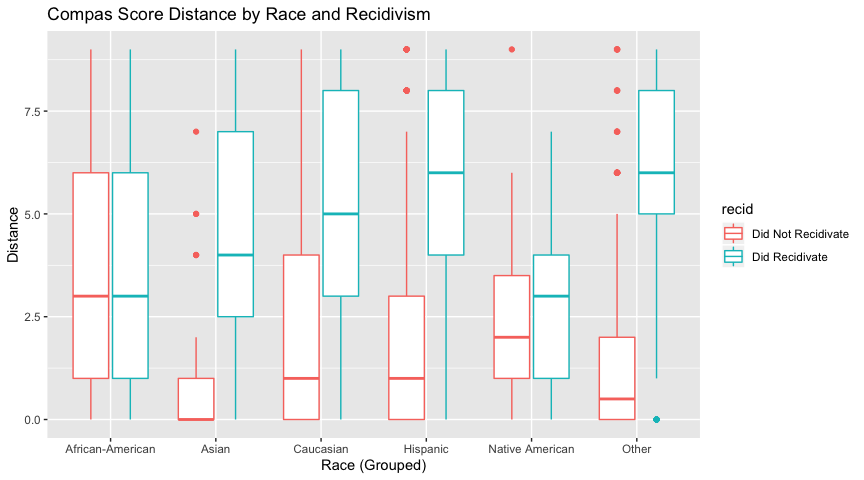 Compas Score Distance by Race and Recidivism
Distance
7.5
5.0
2.5
0.0
African-American
Asian
Caucasian
Hispanic
Native American
Other
Race (Grouped)
recid
Did Not Recidivate
Did Recidivate